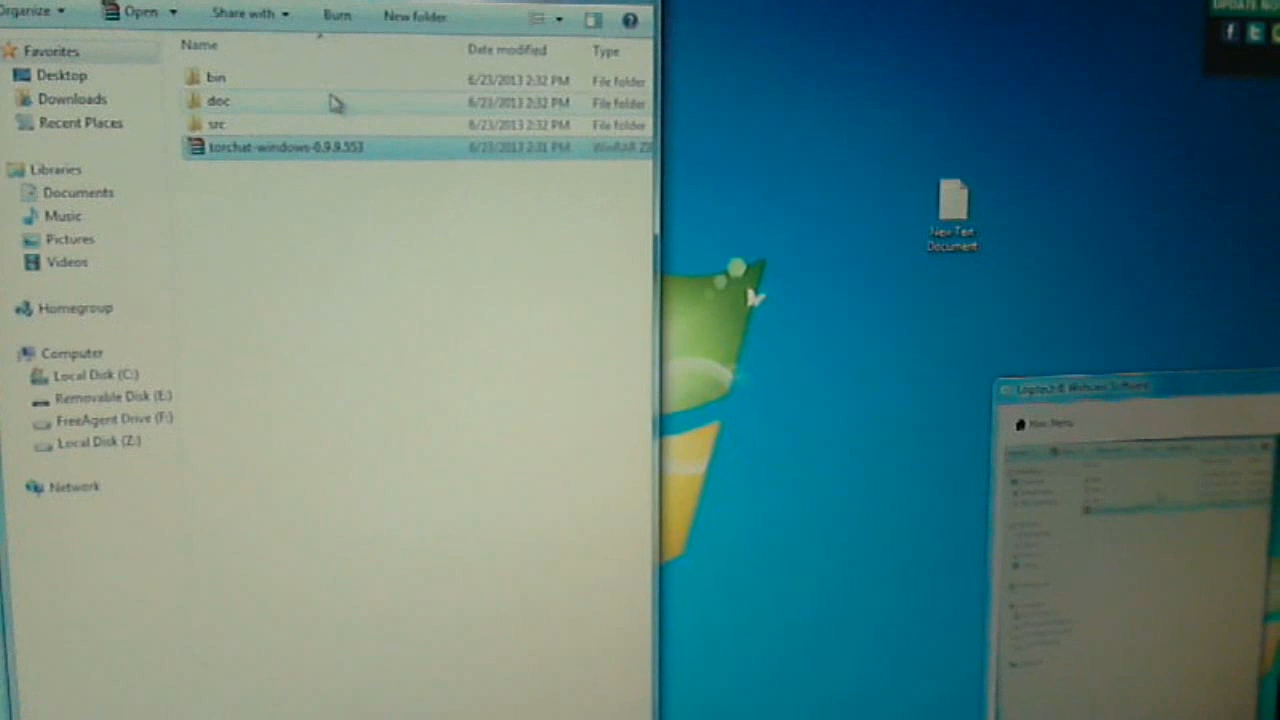 Organize Open Share with Burn New folder
Name Date modified Type
Favorites
Desktop
Downloads
Recent Places
Libraries
Documents
Music
Pictures
Videos
Homegroup
Computer
Local Disk (C:)
Removable Disk (E:)
FreeAgent Drive (F:)
Local Disk (Z:)
Network
bin 6/23/2013 2:32 PM File folder
doc 6/23/2013 2:32 PM File folder
src 6/23/2013 2:32 PM File folder
torchat-windows-0.9.9.553 6/23/2013 2:31 PM WinRAR ZI
New Text
Document
Logitech® Webcam Software
Main Menu